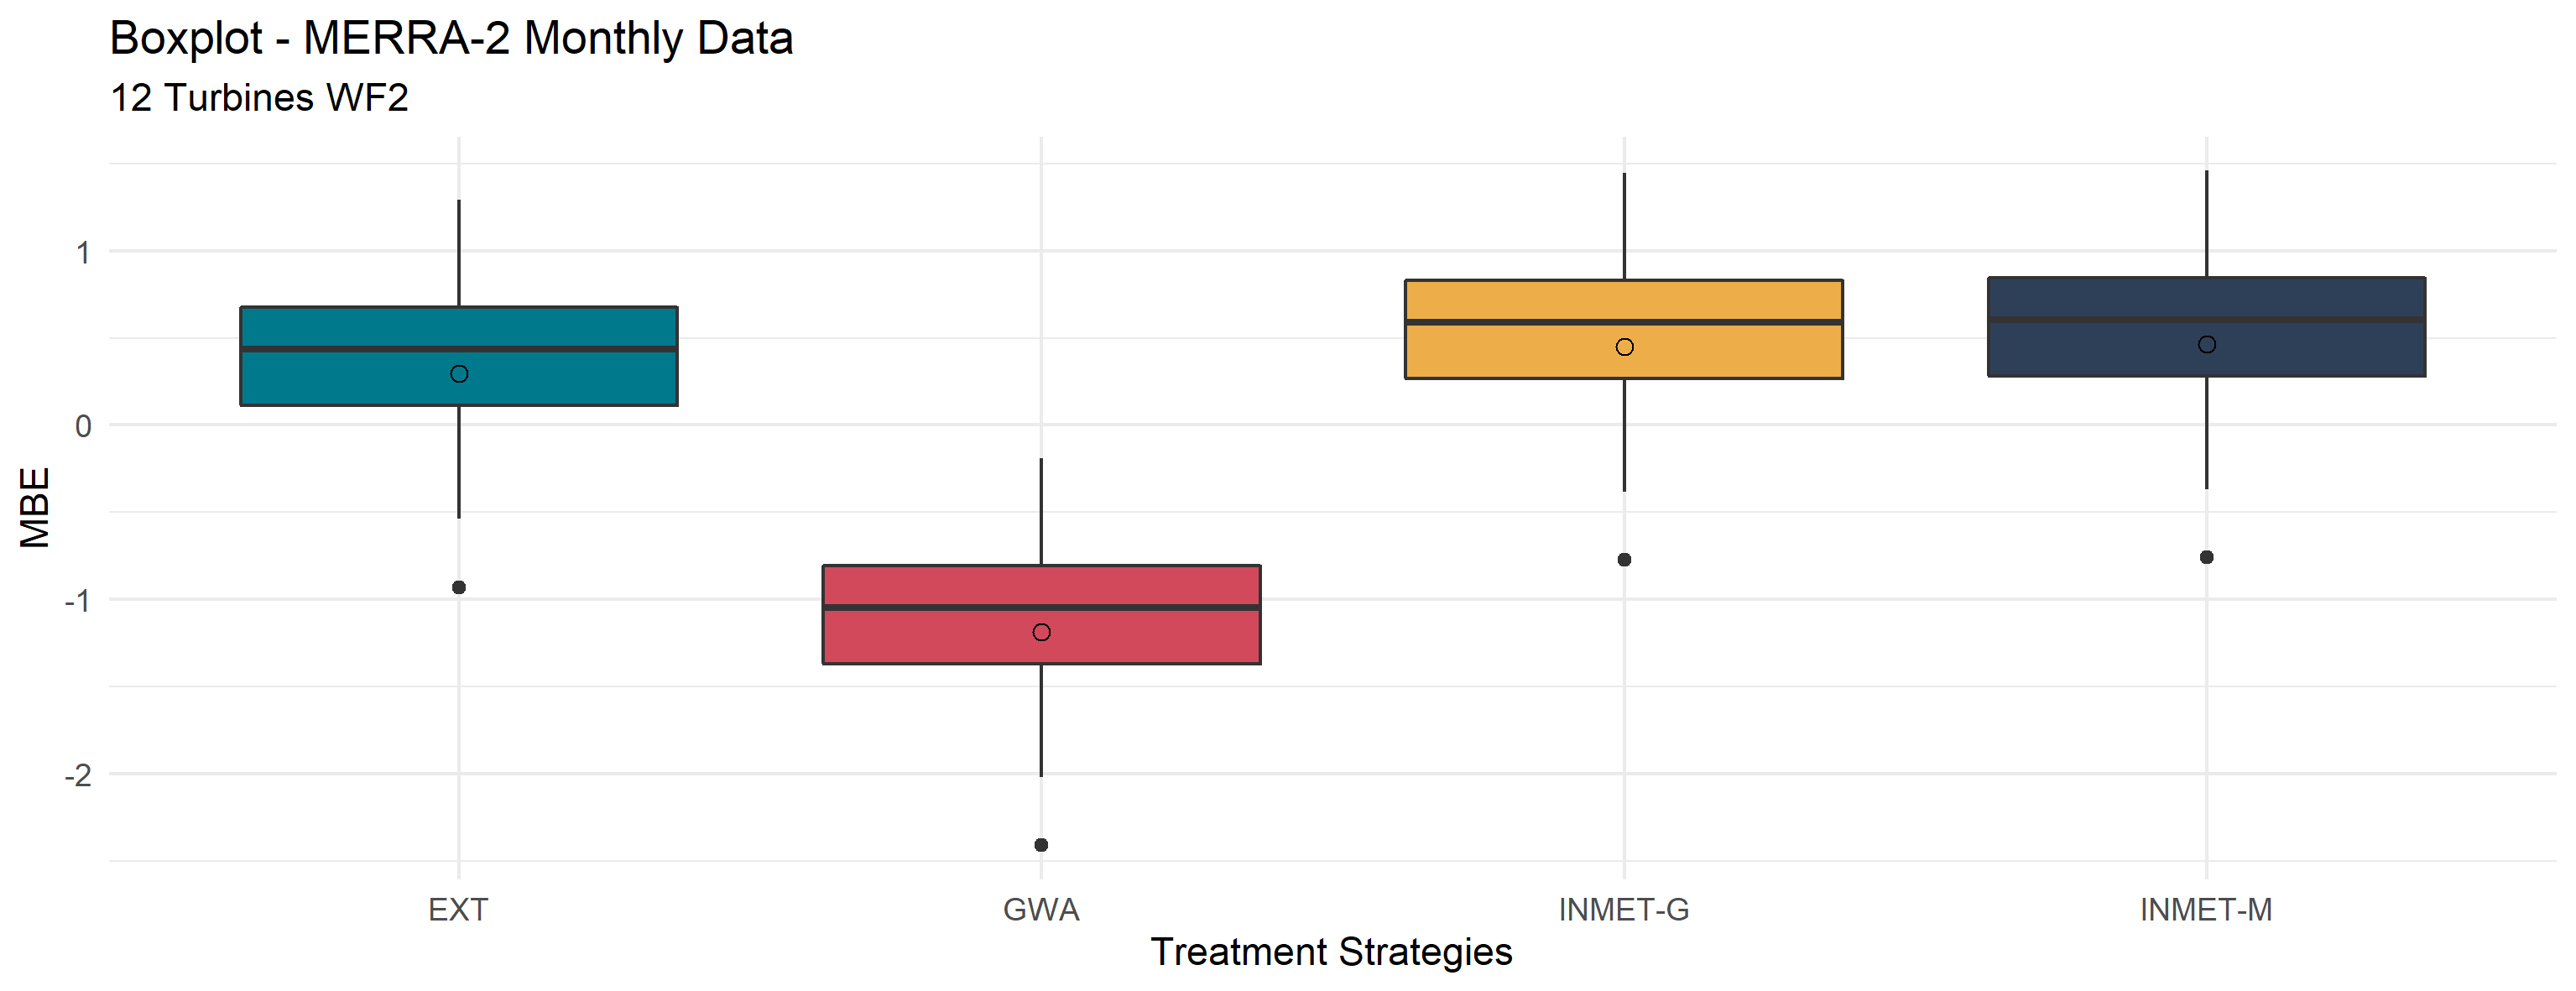 Boxplot - MERRA-2 Monthly Data
12 Turbines WF2
MBE
1
0
-1
-2
EXT GWA INMET-G INMET-M
Treatment Strategies